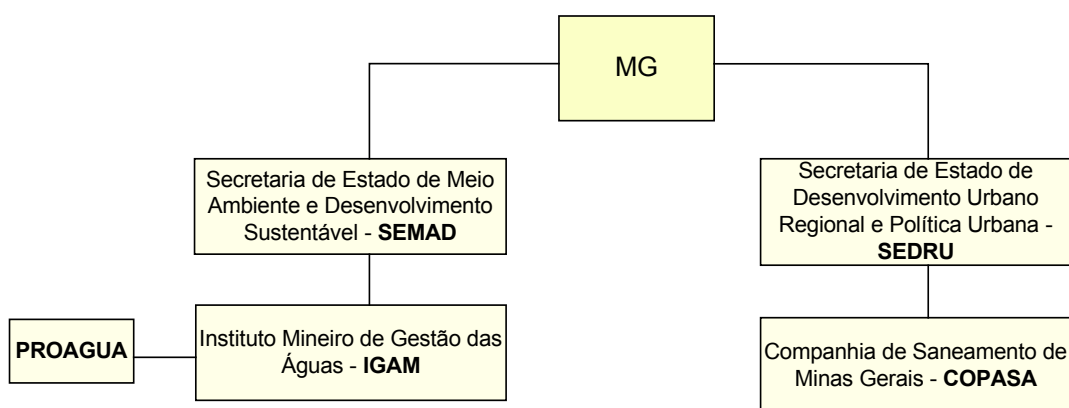 MG
Secretaria de Estado de Meio
Ambiente e Desenvolvimento
Sustentável - SEMAD
Secretaria de Estado de
Desenvolvimento Urbano
Regional e Política Urbana -
SEDRU
PROAGUA
Instituto Mineiro de Gestão das
Águas - IGAM
Companhia de Saneamento de
Minas Gerais - COPASA